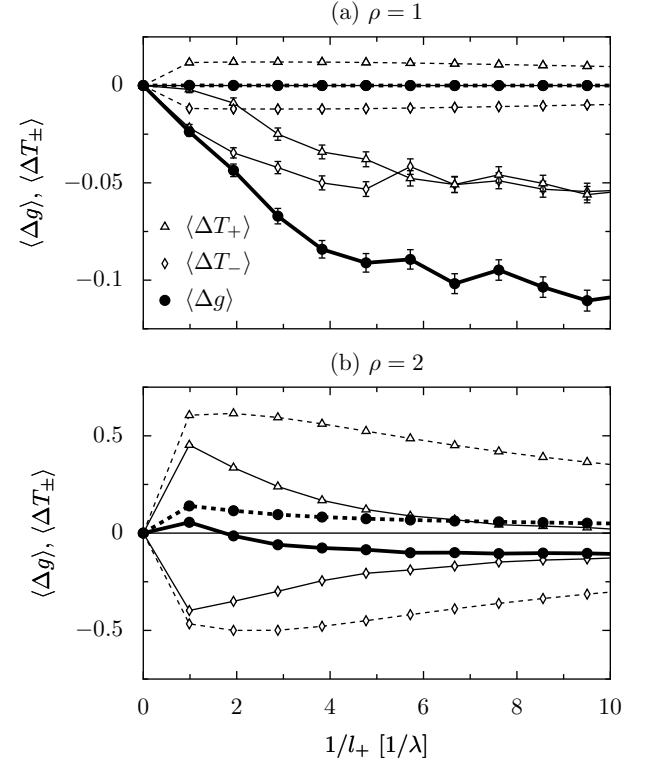 (a) ρ = 1
0
−0.05
−0.1
⟨Δg⟩, ⟨ΔT±⟩
⟨ΔT₊⟩
⟨ΔT₋⟩
⟨Δg⟩
(b) ρ = 2
0.5
0
−0.5
⟨Δg⟩, ⟨ΔT±⟩
0 2 4 6 8 10
1/l₊ [1/λ]